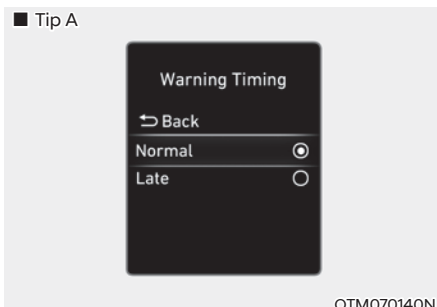 ■ Tip A
Warning Timing
Back
Normal
Late
OTM070140N